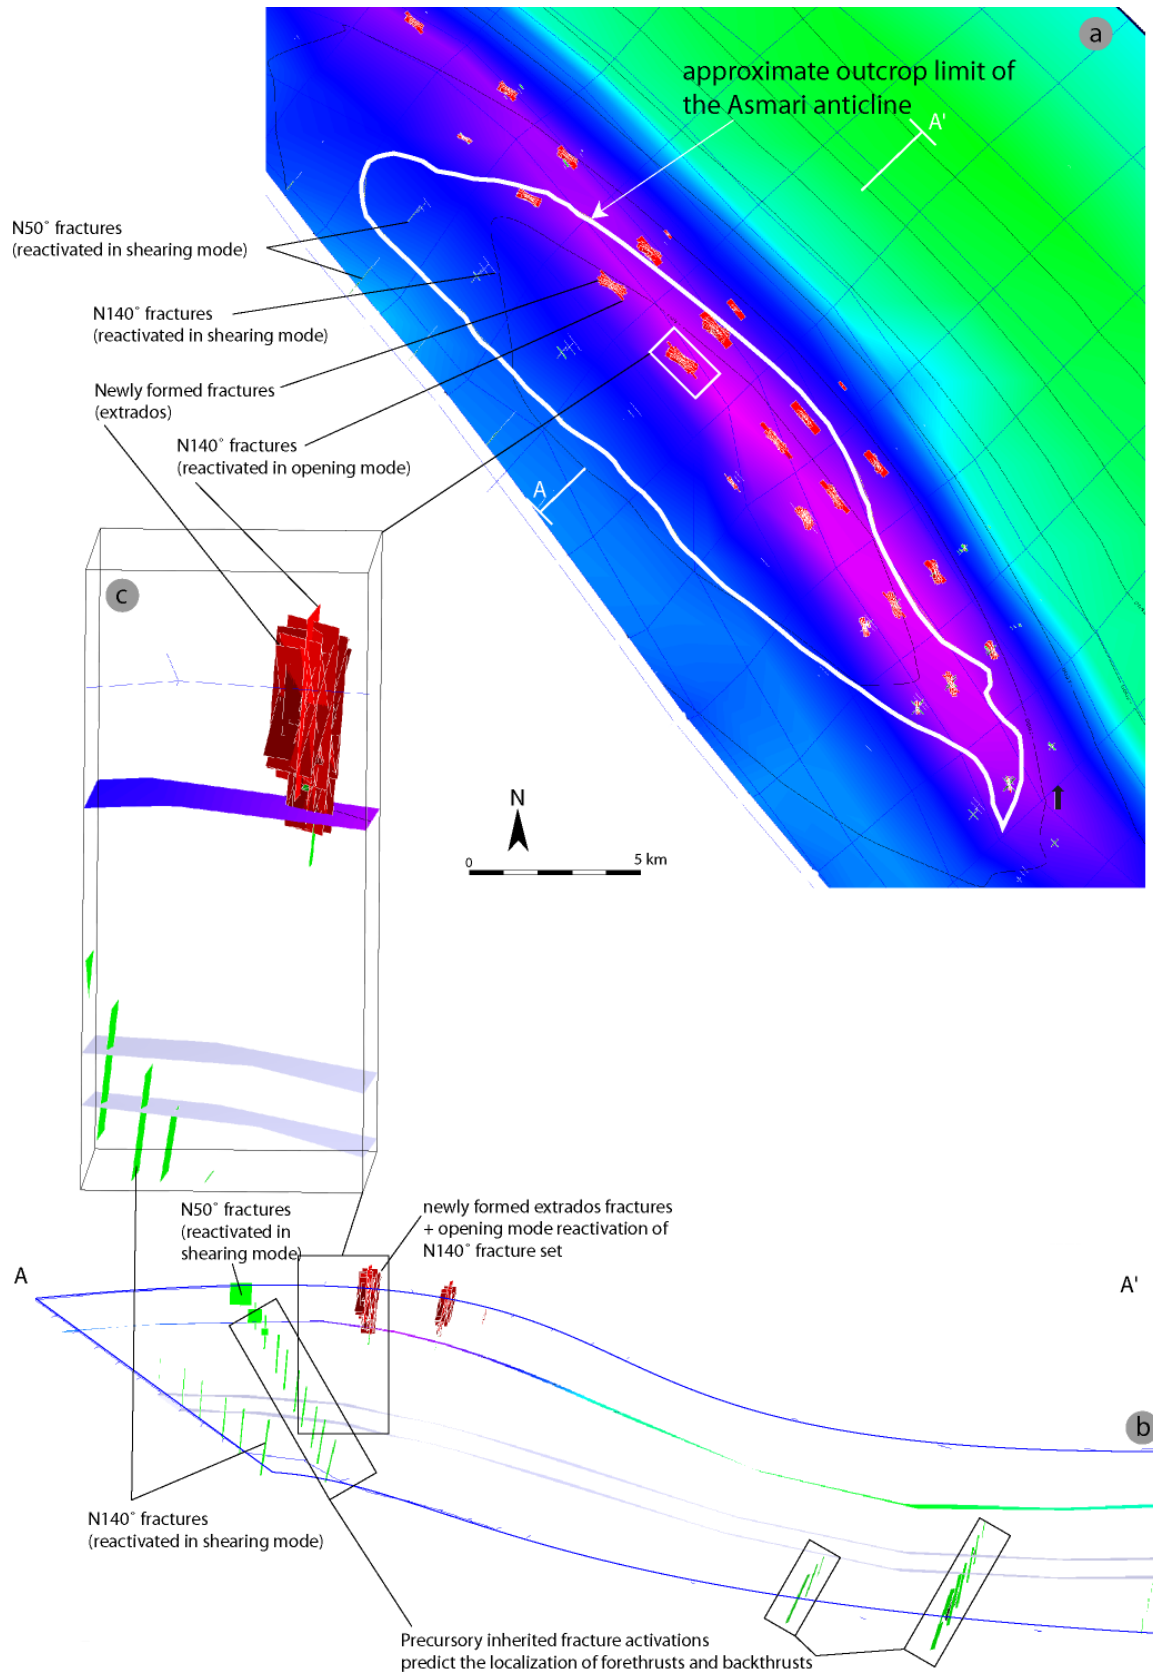 a
approximate outcrop limit of
the Asmari anticline
A'
N50˚ fractures
(reactivated in shearing mode)
N140˚ fractures
(reactivated in shearing mode)
Newly formed fractures
(extrados)
N140˚ fractures
(reactivated in opening mode)
A
c
N
0
5 km
N50˚ fractures
(reactivated in
shearing mode)
newly formed extrados fractures
+ opening mode reactivation of
N140˚ fracture set
A
A'
b
N140˚ fractures
(reactivated in shearing mode)
Precursory inherited fracture activations
predict the localization of forethrusts and backthrusts